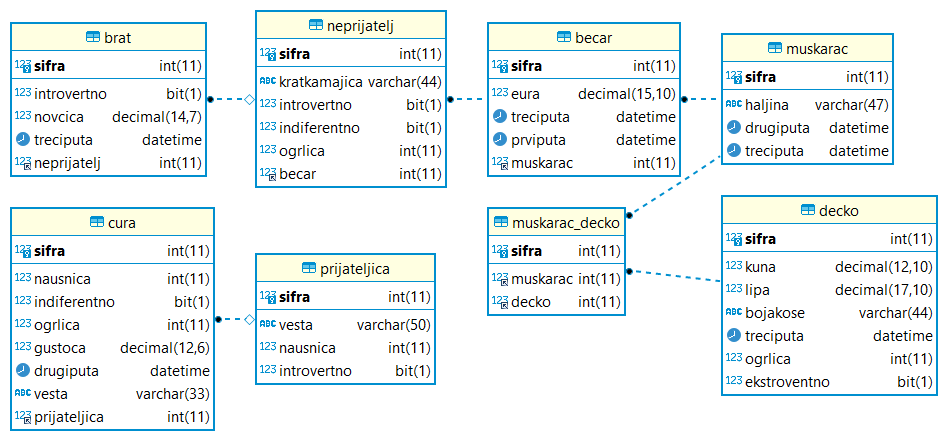 brat
sifra int(11)
introvertno bit(1)
novcica decimal(14,7)
treciputa datetime
neprijatelj int(11)
neprijatelj
sifra int(11)
kratkamajica varchar(44)
introvertno bit(1)
indiferentno bit(1)
ogrlica int(11)
becar int(11)
becar
sifra int(11)
eura decimal(15,10)
treciputa datetime
prviputa datetime
muskarac int(11)
muskarac
sifra int(11)
haljina varchar(47)
drugiputa datetime
treciputa datetime
cura
sifra int(11)
nausnica int(11)
indiferentno bit(1)
ogrlica int(11)
gustoca decimal(12,6)
drugiputa datetime
vesta varchar(33)
prijateljica int(11)
prijateljica
sifra int(11)
vesta varchar(50)
nausnica int(11)
introvertno bit(1)
muskarac_decko
sifra int(11)
muskarac int(11)
decko int(11)
decko
sifra int(11)
kuna decimal(12,10)
lipa decimal(17,10)
bojakose varchar(44)
treciputa datetime
ogrlica int(11)
ekstroventno bit(1)